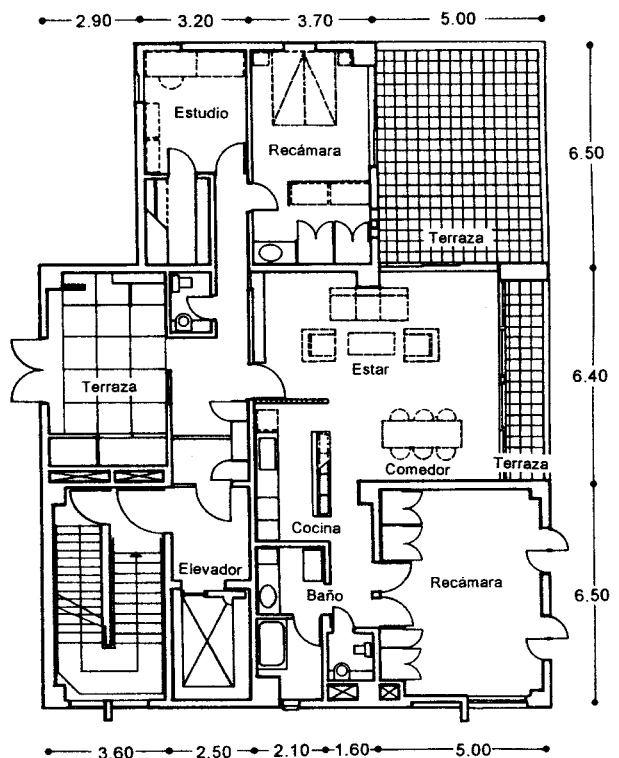 2.90 3.20 3.70 5.00
Estudio
Recámara
6.50
Terraza
Estar
Terraza
6.40
Comedor
Terraza
Cocina
Elevador
Baño
Recámara
6.50
3.60 2.50 2.10 1.60 5.00